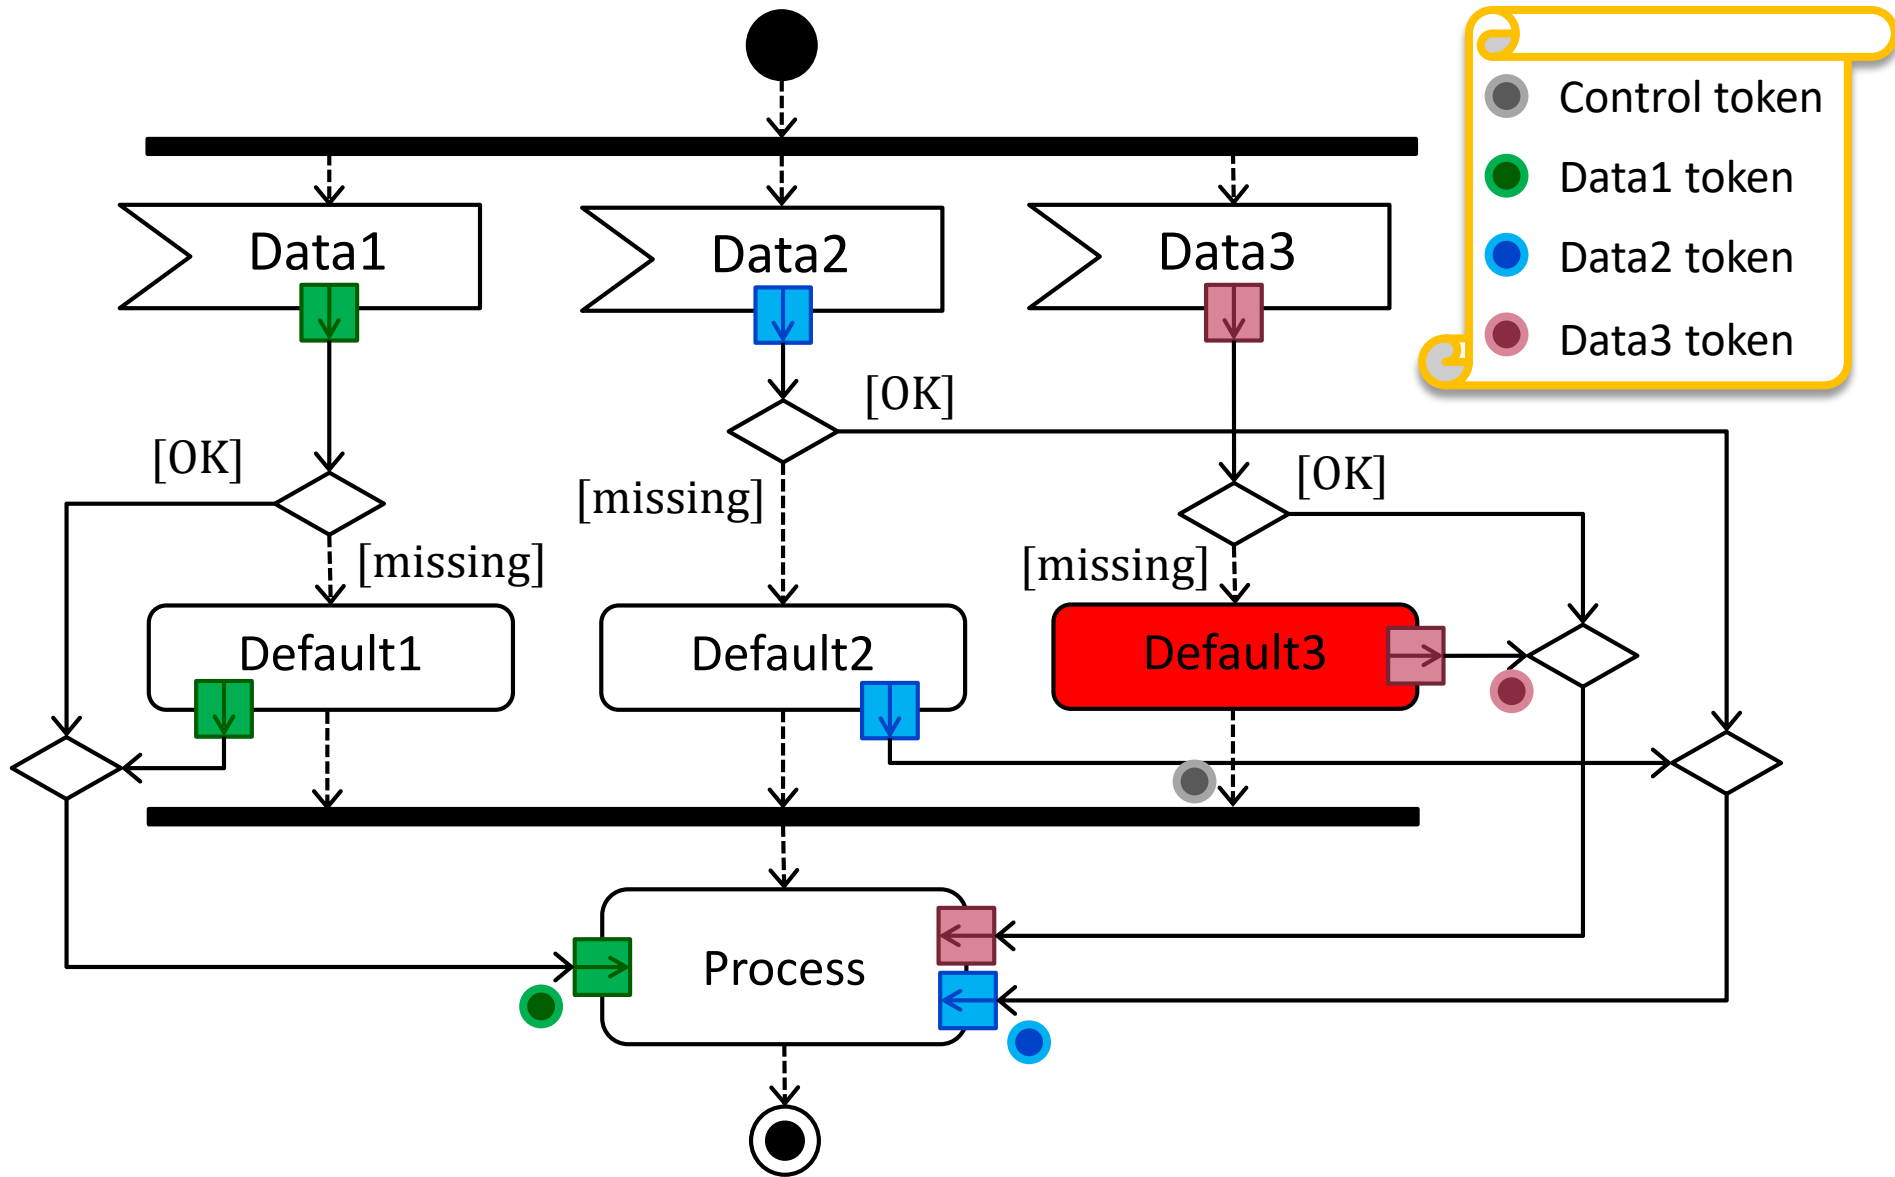 Control token
Data1 token
Data2 token
Data3 token
Data1
Data2
Data3
[OK]
[OK]
[OK]
[missing]
[missing]
[missing]
Default1
Default2
Default3
Process